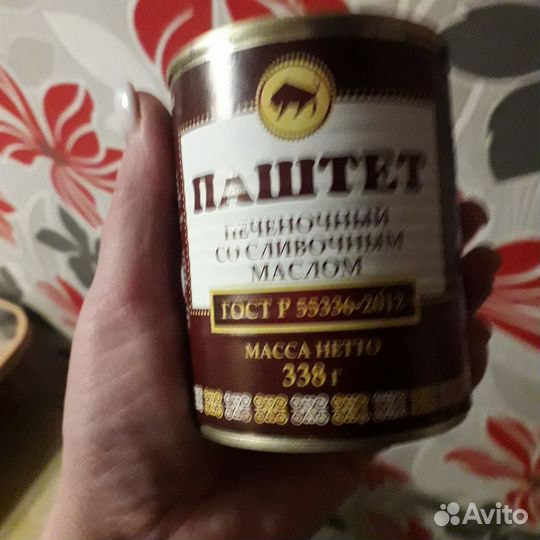 ПАШТЕТ
ПЕЧЕНОЧНЫЙ
СО СЛИВОЧНЫМ
МАСЛОМ
ГОСТ Р 55336-2012
МАССА НЕТТО
338 г
Avito